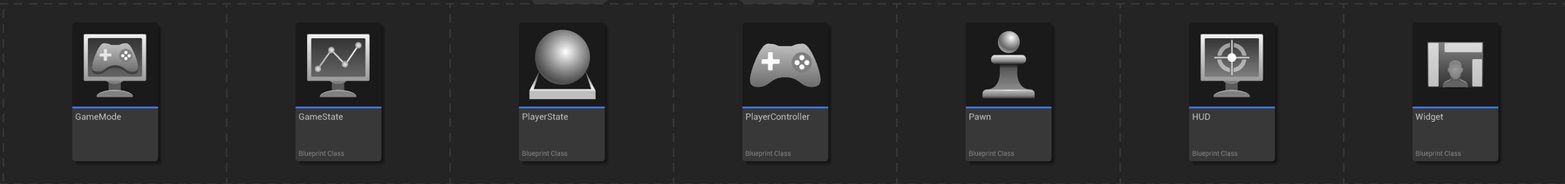 GameMode
GameState
Blueprint Class
PlayerState
Blueprint Class
PlayerController
Blueprint Class
Pawn
Blueprint Class
HUD
Blueprint Class
Widget
Blueprint Class